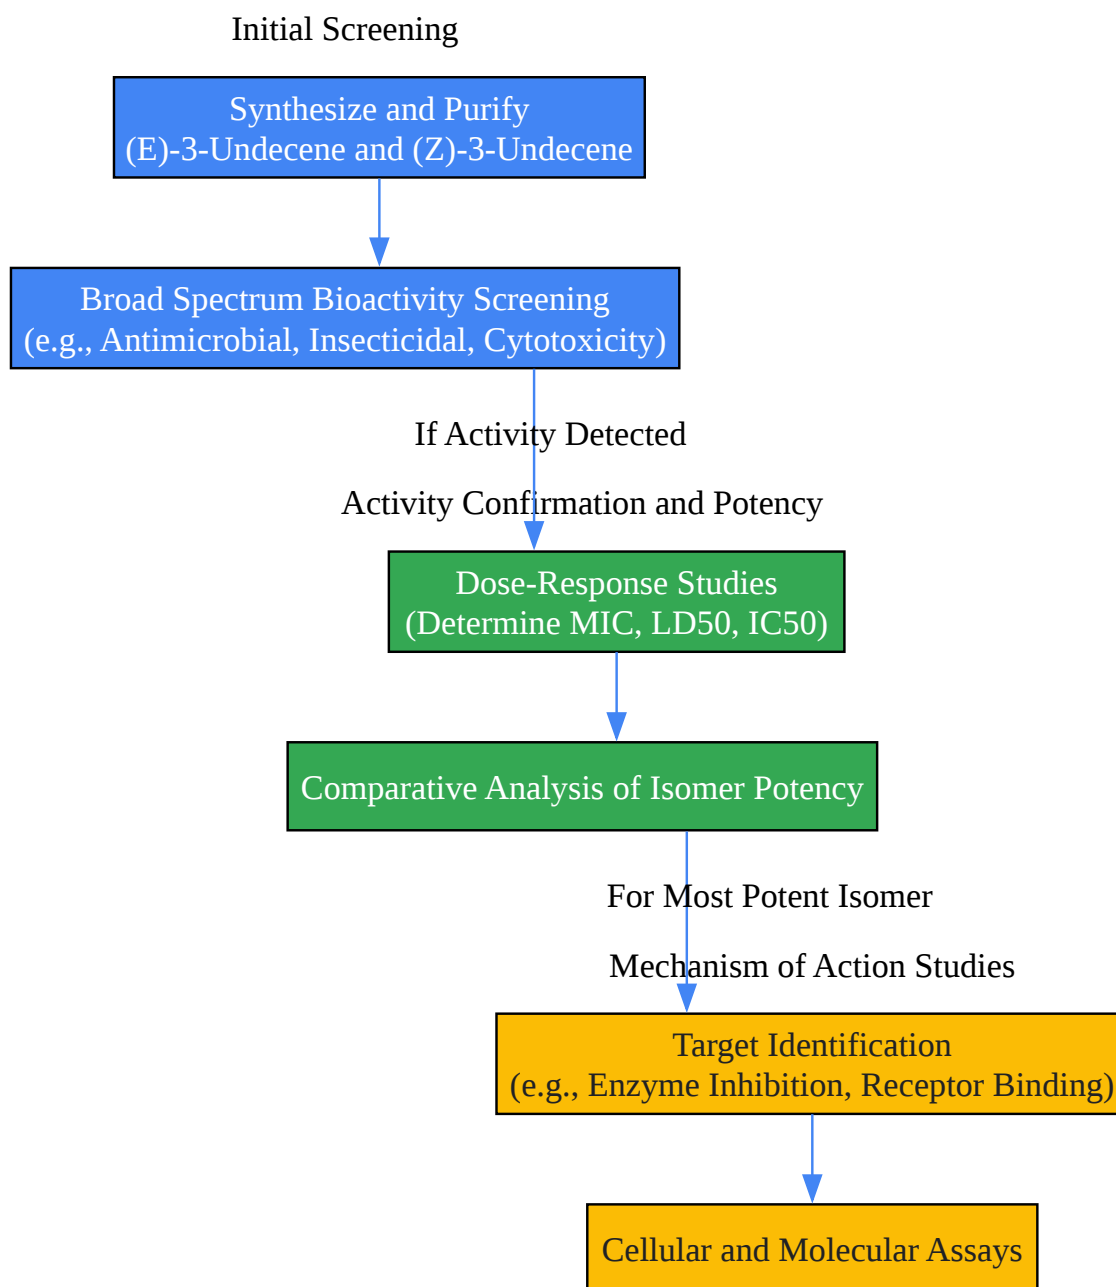 Initial Screening
Synthesize and Purify
(E)-3-Undecene and (Z)-3-Undecene
Broad Spectrum Bioactivity Screening
(e.g., Antimicrobial, Insecticidal, Cytotoxicity)
If Activity Detected
Activity Confirmation and Potency
Dose-Response Studies
(Determine MIC, LD50, IC50)
Comparative Analysis of Isomer Potency
For Most Potent Isomer
Mechanism of Action Studies
Target Identification
(e.g., Enzyme Inhibition, Receptor Binding)
Cellular and Molecular Assays